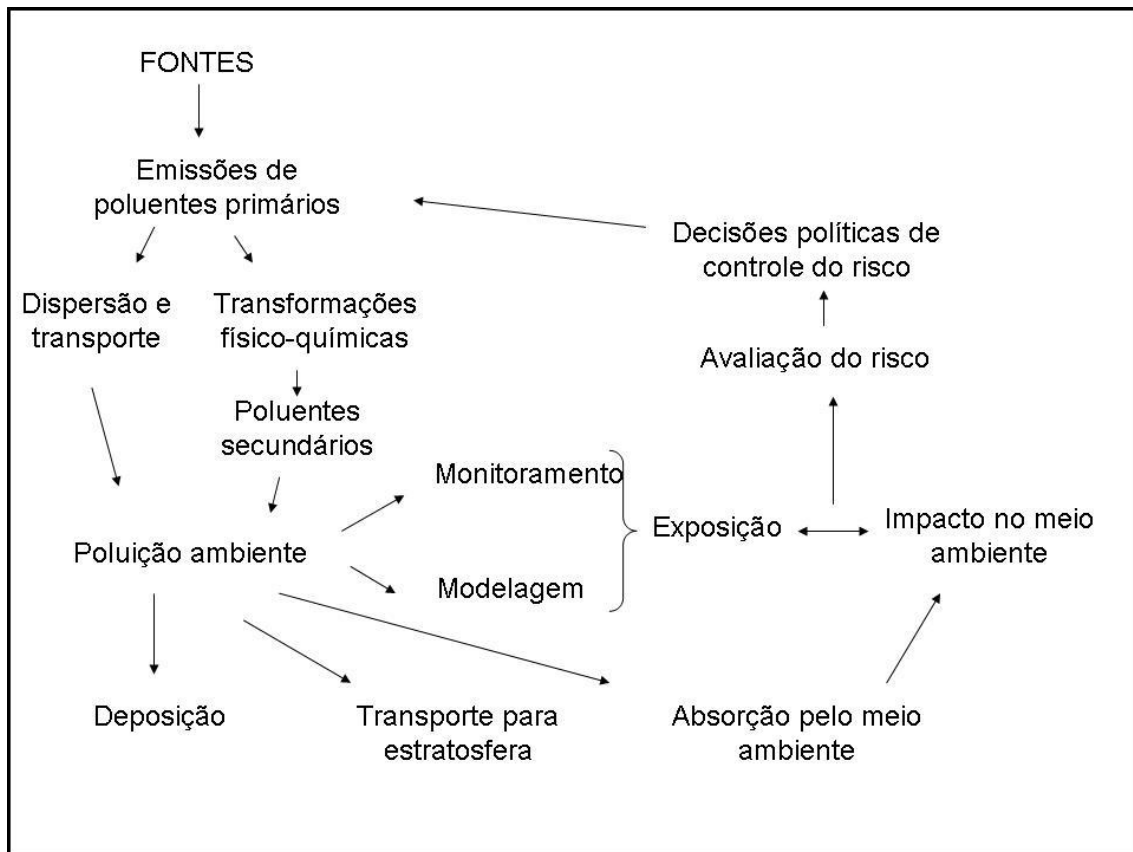 FONTES
Emissões de
poluentes primários
Decisões políticas de
controle do risco
Dispersão e
transporte
Transformações
físico-químicas
Avaliação do risco
Poluentes
secundários
Monitoramento
Exposição
Impacto no meio
ambiente
Poluição ambiente
Modelagem
Deposição
Transporte para
estratosfera
Absorção pelo meio
ambiente